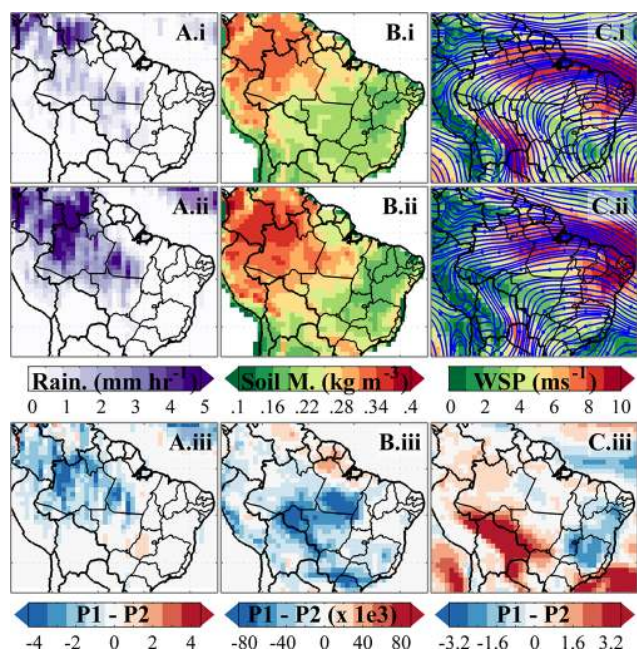 A.i B.i C.i
A.ii B.ii C.ii
Rain. (mm hr⁻¹) Soil M. (kg m⁻³) WSP (ms⁻¹)
0 1 2 3 4 5 .1 .16 .22 .28 .34 .4 0 2 4 6 8 10
A.iii B.iii C.iii
P1 - P2 P1 - P2 (x 1e3) P1 - P2
-4 -2 0 2 4 -80 -40 0 40 80 -3.2 -1.6 0 1.6 3.2